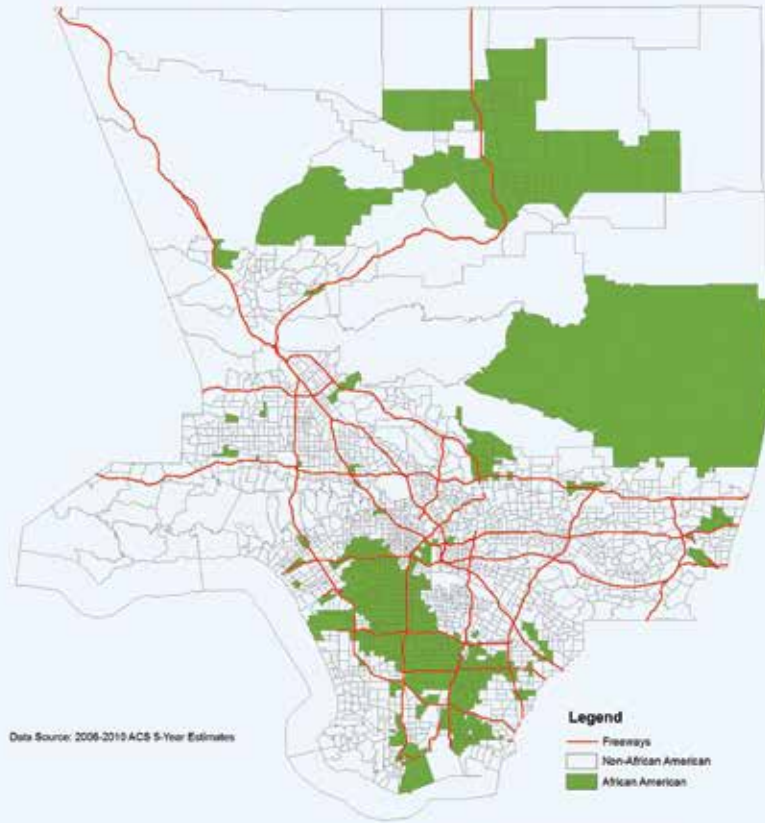 Data Source: 2006-2010 ACS 5-Year Estimates
Legend
Freeways
Non-African American
African American